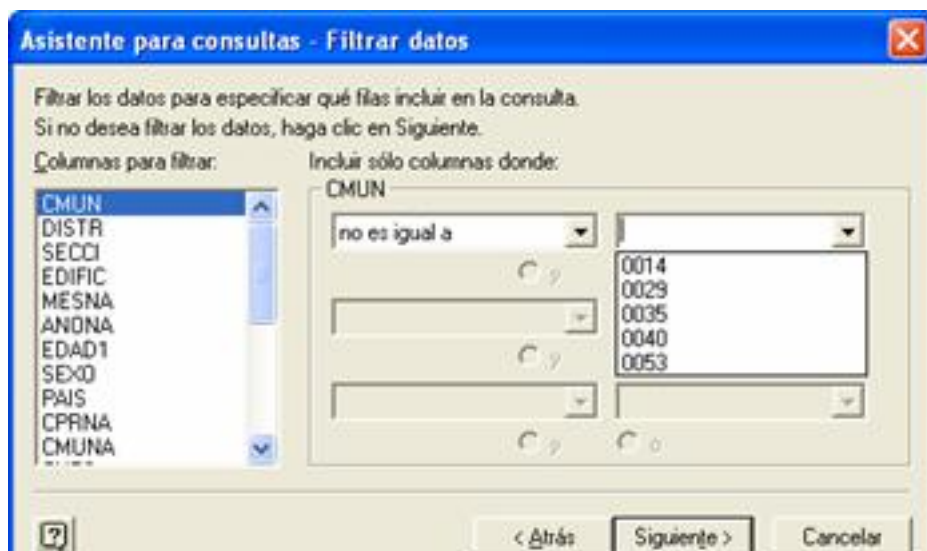 Asistente para consultas - Filtrar datos
Filtrar los datos para especificar qué filas incluir en la consulta.
Si no desea filtrar los datos, haga clic en Siguiente.
Columnas para filtrar:
Incluir sólo columnas donde:
CMUN
DISTR
SECCI
EDIFIC
MESNA
ANONA
EDAD1
SEXO
PAIS
CPRNA
CMUNA
CMUN
no es igual a
0014
0029
0035
0040
0053
y
y
y
o
< Atrás
Siguiente >
Cancelar